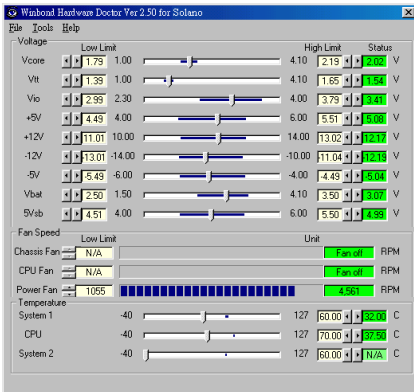 Winbond Hardware Doctor Ver 2.50 for Solano
File Tools Help
Voltage
Low Limit High Limit Status
Vcore 1.79 1.00 4.10 2.19 2.02 V
Vtt 1.39 1.00 4.10 1.65 1.54 V
Vio 2.99 2.30 4.00 3.79 3.41 V
+5V 4.49 4.00 6.00 5.51 5.08 V
+12V 11.01 10.00 14.00 13.02 12.17 V
-12V -13.01 -14.00 -10.00 -11.04 -12.19 V
-5V -5.49 -6.00 -4.00 -4.49 -5.04 V
Vbat 2.50 1.50 4.10 3.50 3.07 V
5Vsb 4.51 4.00 6.00 5.50 4.99 V
Fan Speed
Low Limit Unit
Chassis Fan N/A Fan off RPM
CPU Fan N/A Fan off RPM
Power Fan 1055 4,561 RPM
Temperature
System 1 -40 127 60.00 32.00 C
CPU -40 127 70.00 37.50 C
System 2 -40 127 60.00 N/A C